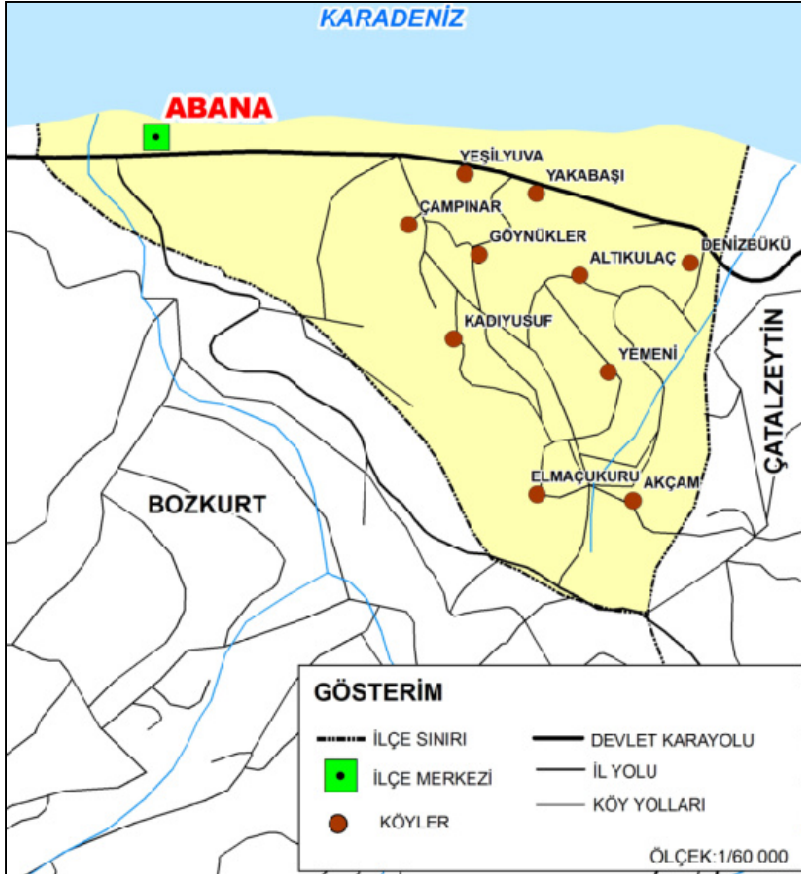 KARADENİZ
ABANA
YEŞİLYUVA
YAKABAŞI
ÇAMPINAR
GÖYNÜKLER
ALTIKULAÇ
DENİZBÜKÜ
KADIYUSUF
YEMENİ
ÇATALZEYTİN
ELMAÇUKURU
AKÇAM
BOZKURT
GÖSTERİM
İLÇE SINIRI
DEVLET KARAYOLU
İLÇE MERKEZİ
İL YOLU
KÖYLER
KÖY YOLLARI
ÖLÇEK:1/60 000